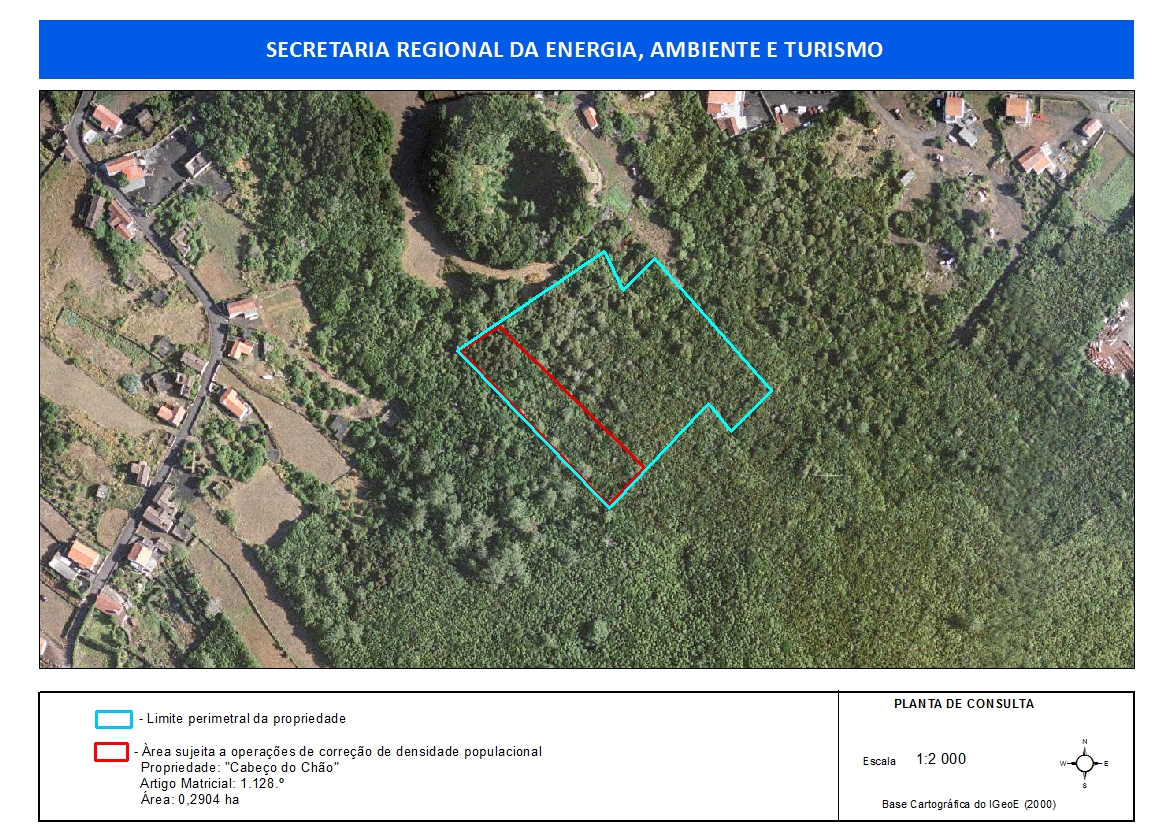 SECRETARIA REGIONAL DA ENERGIA, AMBIENTE E TURISMO
- Limite perimetral da propriedade
- Àrea sujeita a operações de correção de densidade populacional
Propriedade: "Cabeço do Chão"
Artigo Matricial: 1.128.º
Área: 0,2904 ha
PLANTA DE CONSULTA
Escala 1:2 000
N
W E
S
Base Cartográfica do IGeoE (2000)